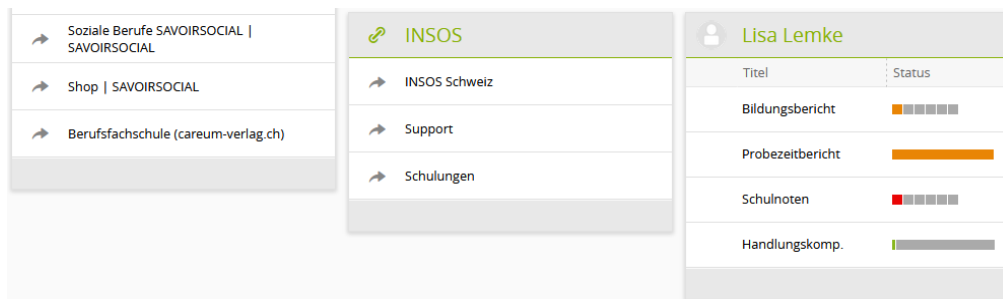 Soziale Berufe SAVOIRSOCIAL |
SAVOIRSOCIAL
Shop | SAVOIRSOCIAL
Berufsfachschule (careum-verlag.ch)
INSOS
INSOS Schweiz
Support
Schulungen
Lisa Lemke
Titel Status
Bildungsbericht
Probezeitbericht
Schulnoten
Handlungskomp.